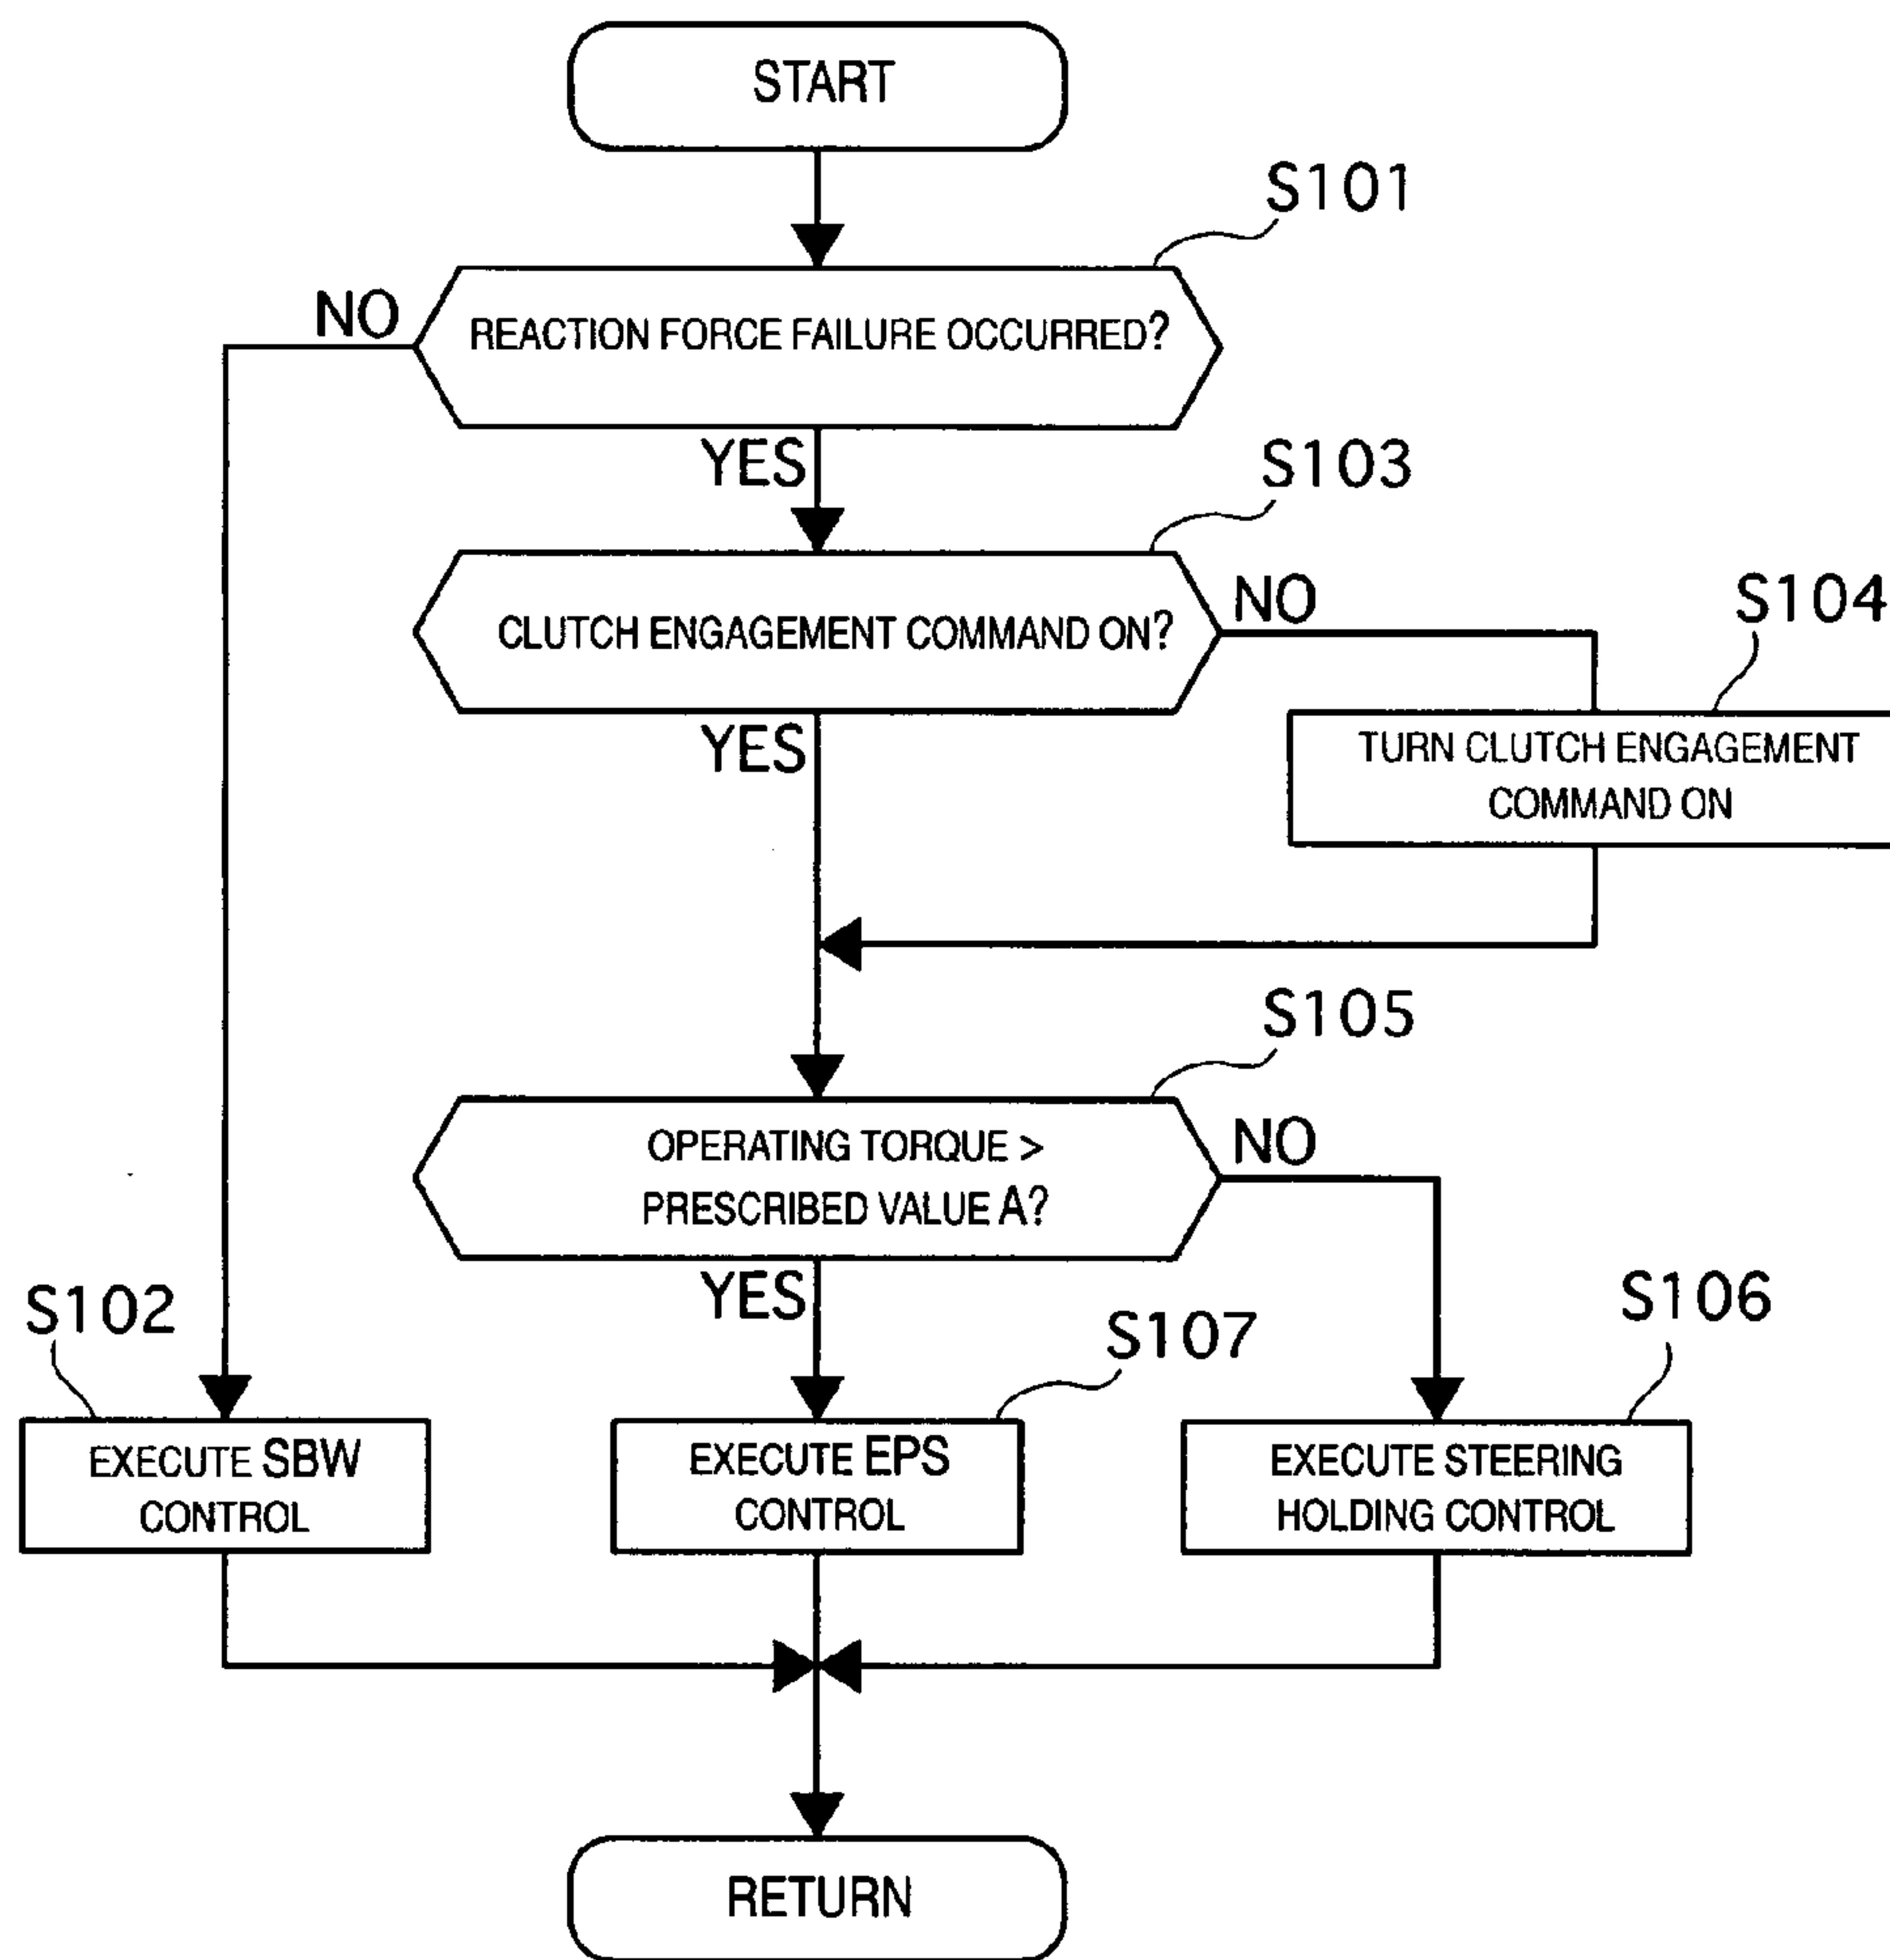 START
S101
NO
REACTION FORCE FAILURE OCCURRED?
YES
S103
CLUTCH ENGAGEMENT COMMAND ON?
NO
S104
YES
TURN CLUTCH ENGAGEMENT
COMMAND ON
S105
OPERATING TORQUE >
PRESCRIBED VALUE A?
NO
YES
S102
S107
S106
EXECUTE SBW
CONTROL
EXECUTE EPS
CONTROL
EXECUTE STEERING
HOLDING CONTROL
RETURN